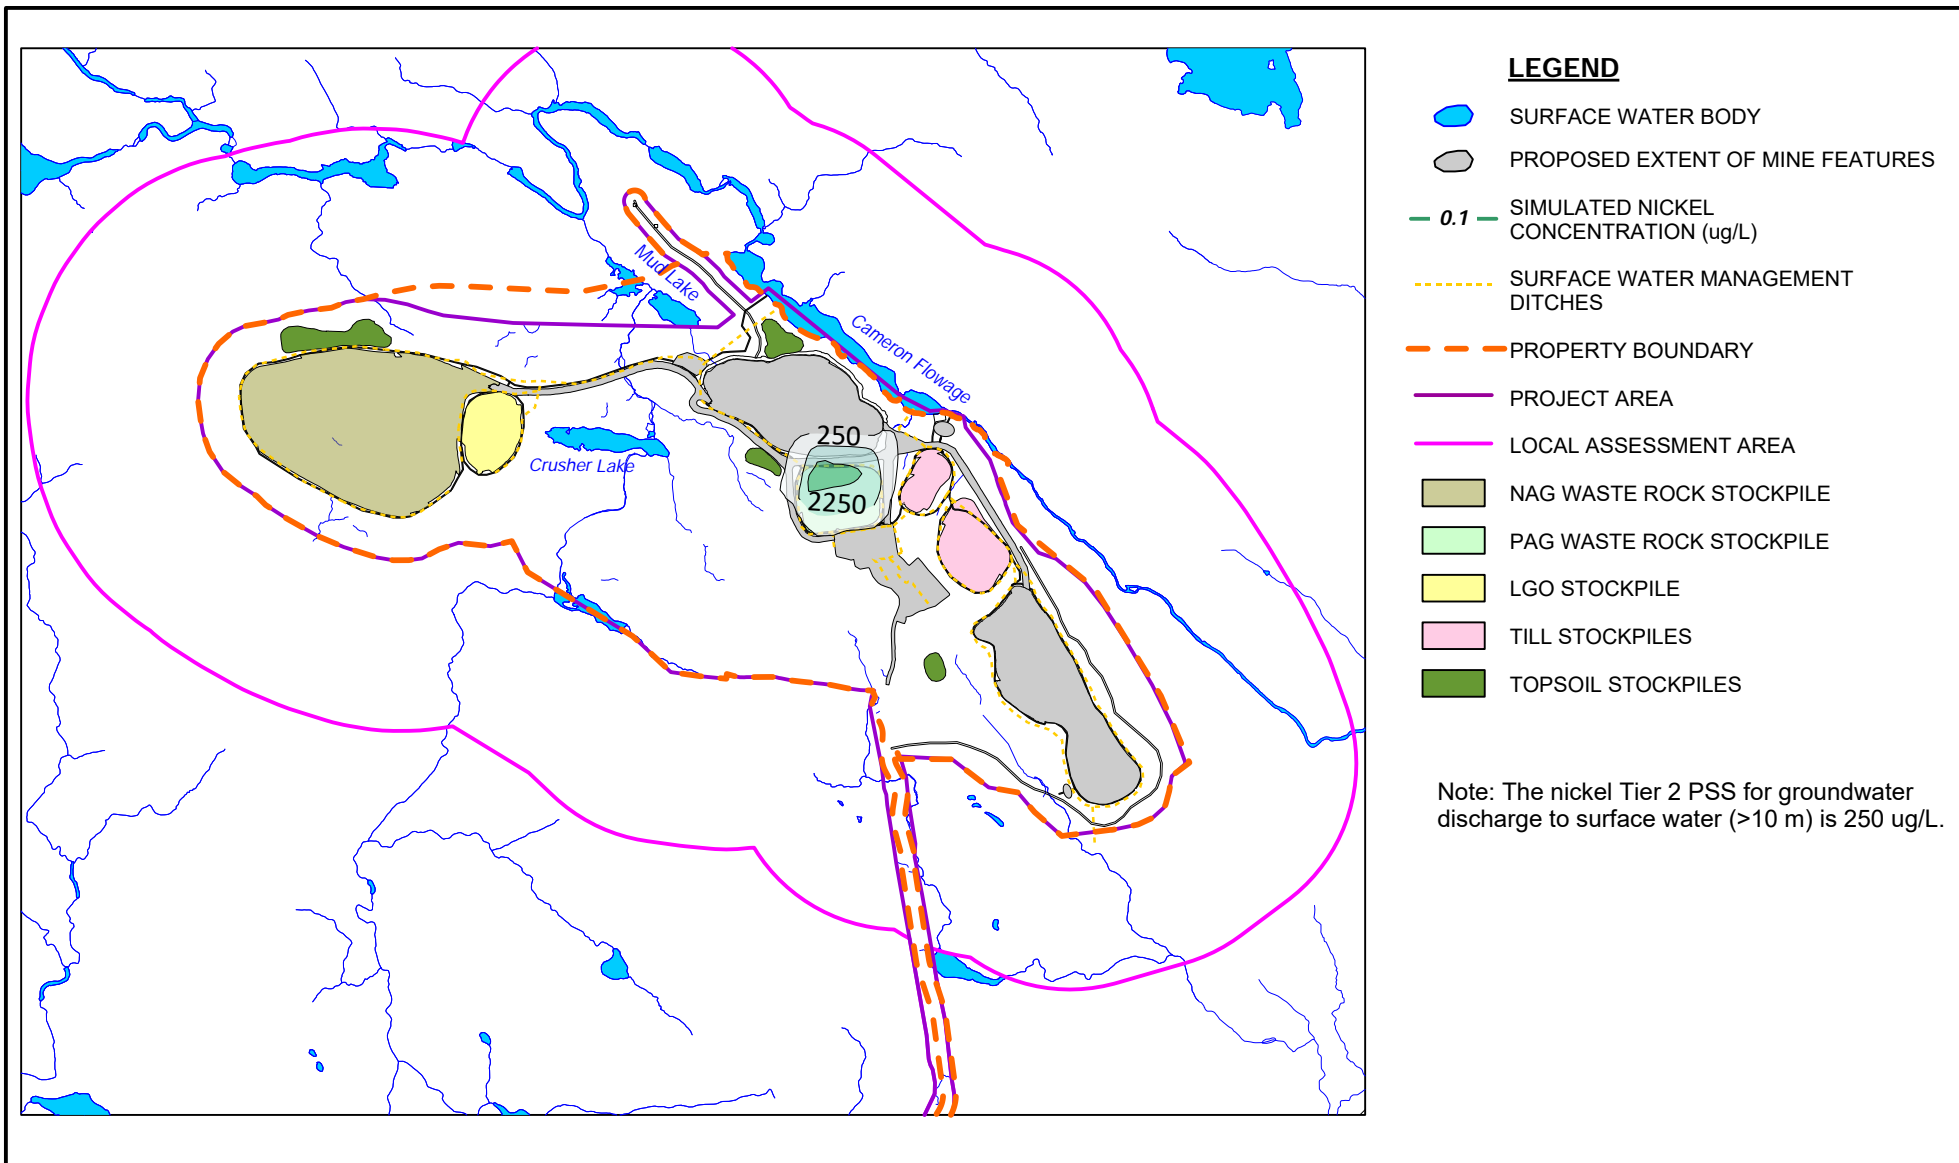 LEGEND
SURFACE WATER BODY
PROPOSED EXTENT OF MINE FEATURES
0.1
SIMULATED NICKEL
CONCENTRATION (ug/L)
SURFACE WATER MANAGEMENT
DITCHES
PROPERTY BOUNDARY
PROJECT AREA
LOCAL ASSESSMENT AREA
NAG WASTE ROCK STOCKPILE
PAG WASTE ROCK STOCKPILE
LGO STOCKPILE
TILL STOCKPILES
TOPSOIL STOCKPILES
Note: The nickel Tier 2 PSS for groundwater
discharge to surface water (>10 m) is 250 ug/L.
Mud Lake
Cameron Flowage
Crusher Lake
250
2250